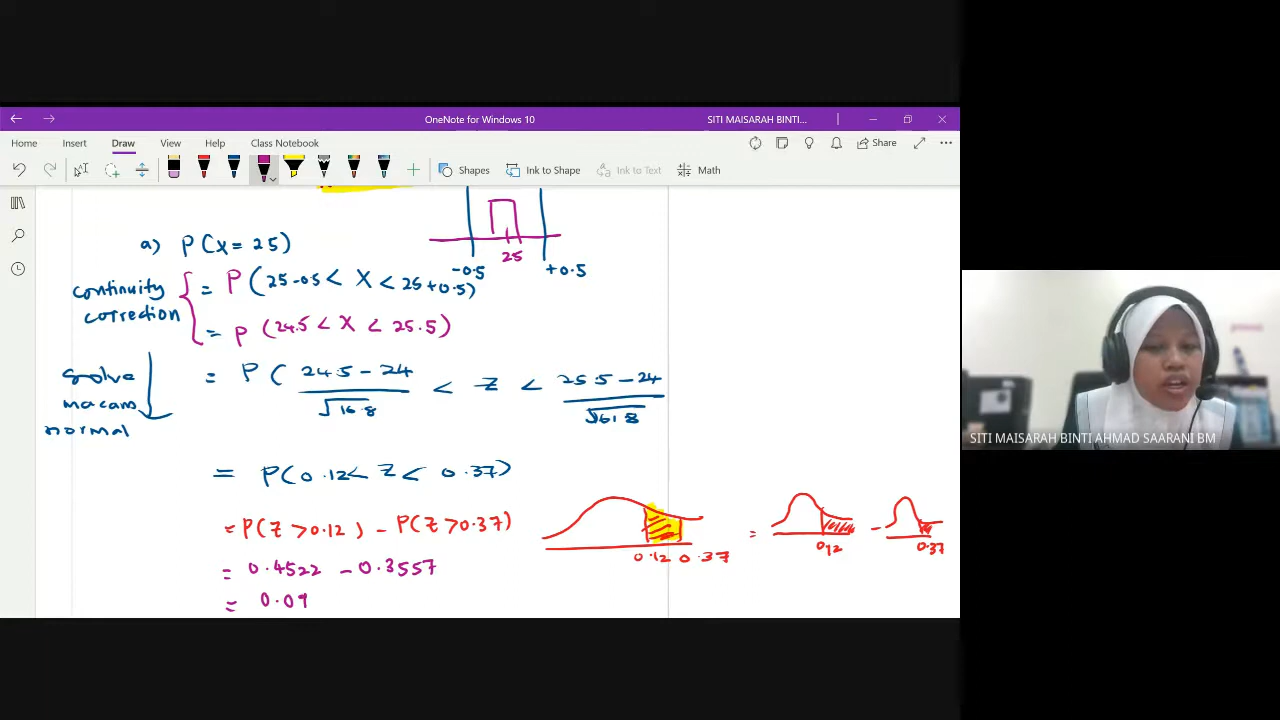 OneNote for Windows 10
SITI MAISARAH BINTI...
Home Insert Draw View Help Class Notebook
Share
Shapes Ink to Shape Ink to Text Math
a) P(X = 25)
25
-0.5 +0.5
continuity correction
= P(25-0.5 < X < 25+0.5)
= P(24.5 < X < 25.5)
solve macam normal
= P( 24.5 - 24 / √16.8 < Z < 25.5 - 24 / √161.8
= P(0.12 < Z < 0.37)
= P(Z > 0.12) - P(Z > 0.37)
0.12 0.37 = 0.12 - 0.37
= 0.4522 - 0.3557
= 0.09
SITI MAISARAH BINTI AHMAD SAARANI BM